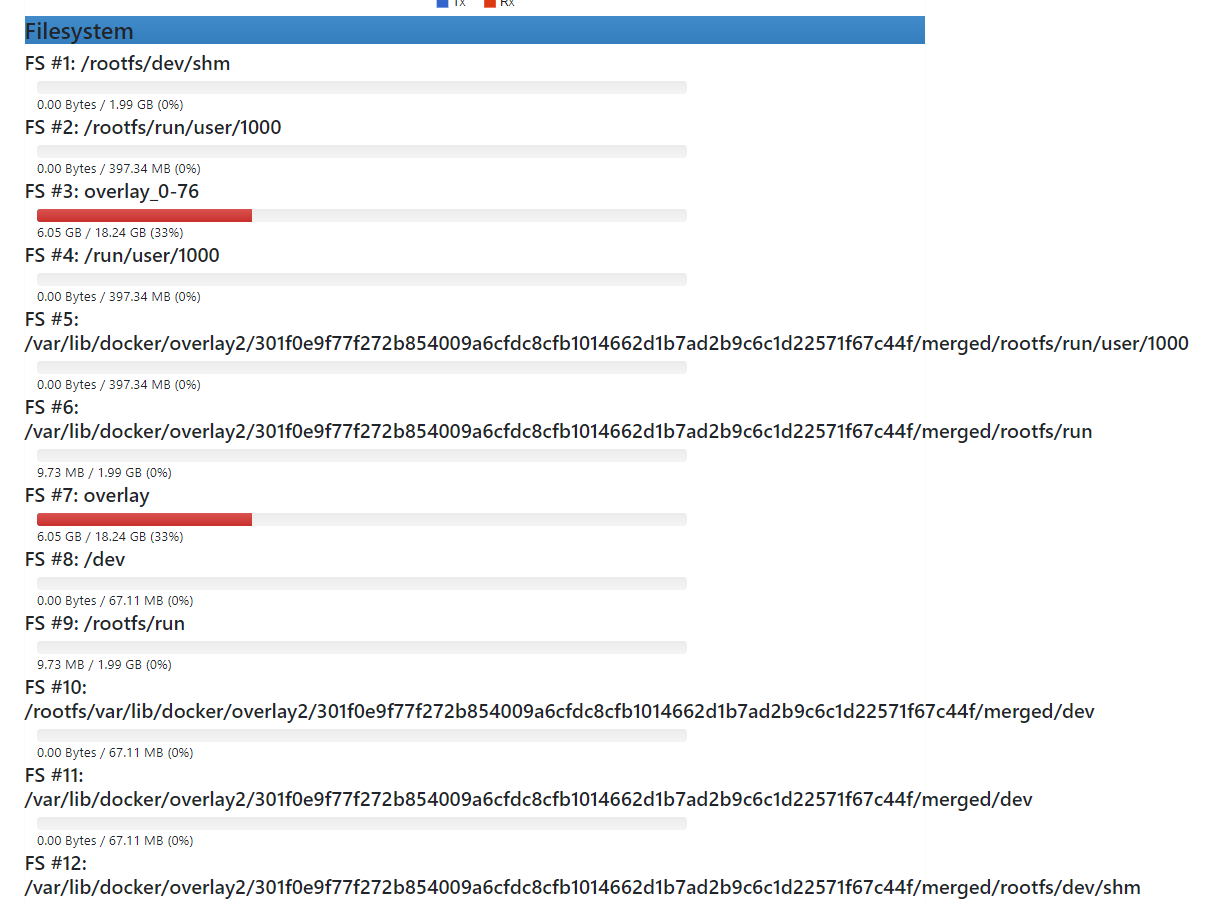 Tx Rx
Filesystem
FS #1: /rootfs/dev/shm
0.00 Bytes / 1.99 GB (0%)
FS #2: /rootfs/run/user/1000
0.00 Bytes / 397.34 MB (0%)
FS #3: overlay_0-76
6.05 GB / 18.24 GB (33%)
FS #4: /run/user/1000
0.00 Bytes / 397.34 MB (0%)
FS #5:
/var/lib/docker/overlay2/301f0e9f77f272b854009a6cfdc8cfb1014662d1b7ad2b9c6c1d22571f67c44f/merged/rootfs/run/user/1000
0.00 Bytes / 397.34 MB (0%)
FS #6:
/var/lib/docker/overlay2/301f0e9f77f272b854009a6cfdc8cfb1014662d1b7ad2b9c6c1d22571f67c44f/merged/rootfs/run
9.73 MB / 1.99 GB (0%)
FS #7: overlay
6.05 GB / 18.24 GB (33%)
FS #8: /dev
0.00 Bytes / 67.11 MB (0%)
FS #9: /rootfs/run
9.73 MB / 1.99 GB (0%)
FS #10:
/rootfs/var/lib/docker/overlay2/301f0e9f77f272b854009a6cfdc8cfb1014662d1b7ad2b9c6c1d22571f67c44f/merged/dev
0.00 Bytes / 67.11 MB (0%)
FS #11:
/var/lib/docker/overlay2/301f0e9f77f272b854009a6cfdc8cfb1014662d1b7ad2b9c6c1d22571f67c44f/merged/dev
0.00 Bytes / 67.11 MB (0%)
FS #12:
/var/lib/docker/overlay2/301f0e9f77f272b854009a6cfdc8cfb1014662d1b7ad2b9c6c1d22571f67c44f/merged/rootfs/dev/shm